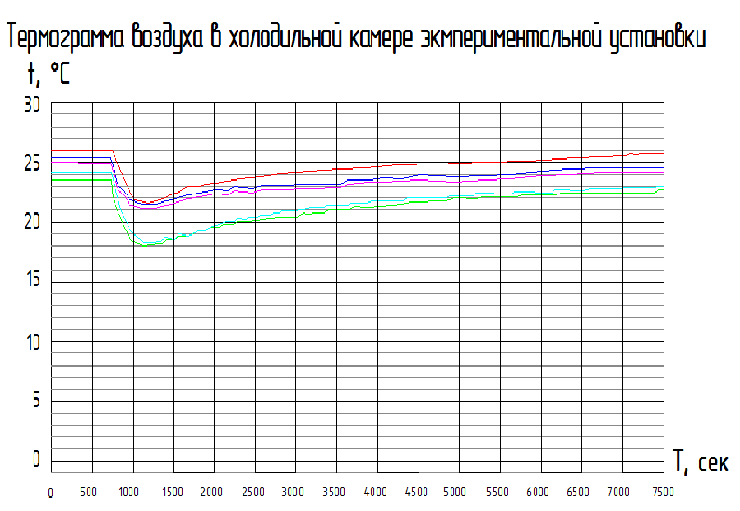 Термограмма воздуха в холодильной камере экмпериментальной установки
t, °C
30
25
20
15
10
5
0
T, сек
0 500 1000 1500 2000 2500 3000 3500 4000 4500 5000 5500 6000 6500 7000 7500